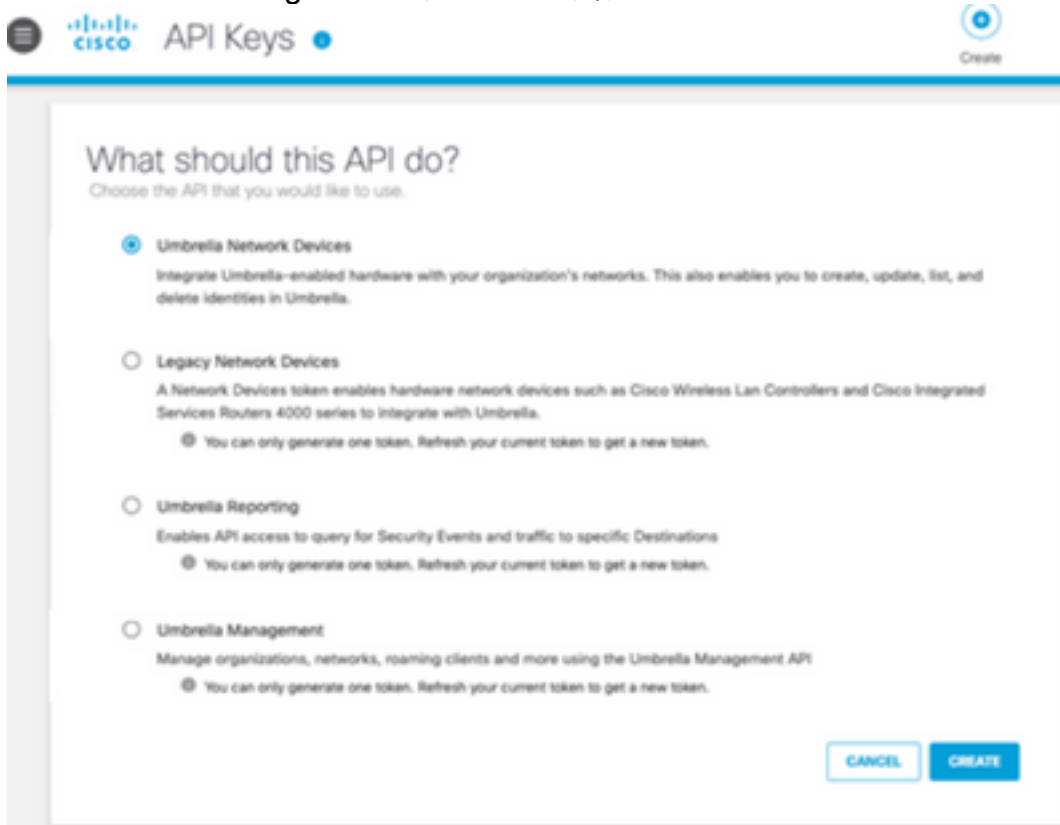 CISCO API Keys
Create
What should this API do?
Choose the API that you would like to use.
Umbrella Network Devices
Integrate Umbrella-enabled hardware with your organization's networks. This also enables you to create, update, list, and
delete identities in Umbrella.
Legacy Network Devices
A Network Devices token enables hardware network devices such as Cisco Wireless Lan Controllers and Cisco Integrated
Services Routers 4000 series to integrate with Umbrella.
You can only generate one token. Refresh your current token to get a new token.
Umbrella Reporting
Enables API access to query for Security Events and traffic to specific Destinations
You can only generate one token. Refresh your current token to get a new token.
Umbrella Management
Manage organizations, networks, roaming clients and more using the Umbrella Management API
You can only generate one token. Refresh your current token to get a new token.
CANCEL CREATE